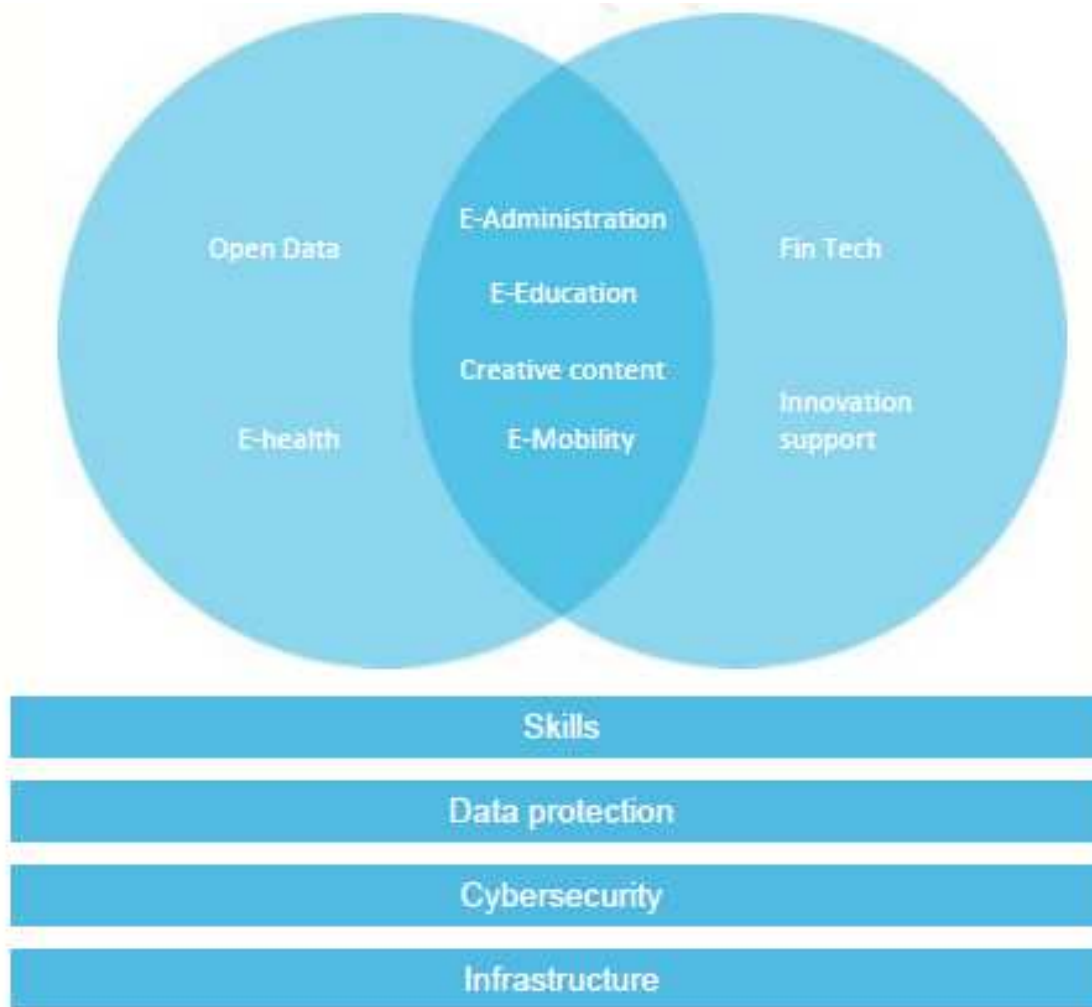 Open Data
E-health
E-Administration
E-Education
Creative content
E-Mobility
Fin Tech
Innovation
support
Skills
Data protection
Cybersecurity
Infrastructure